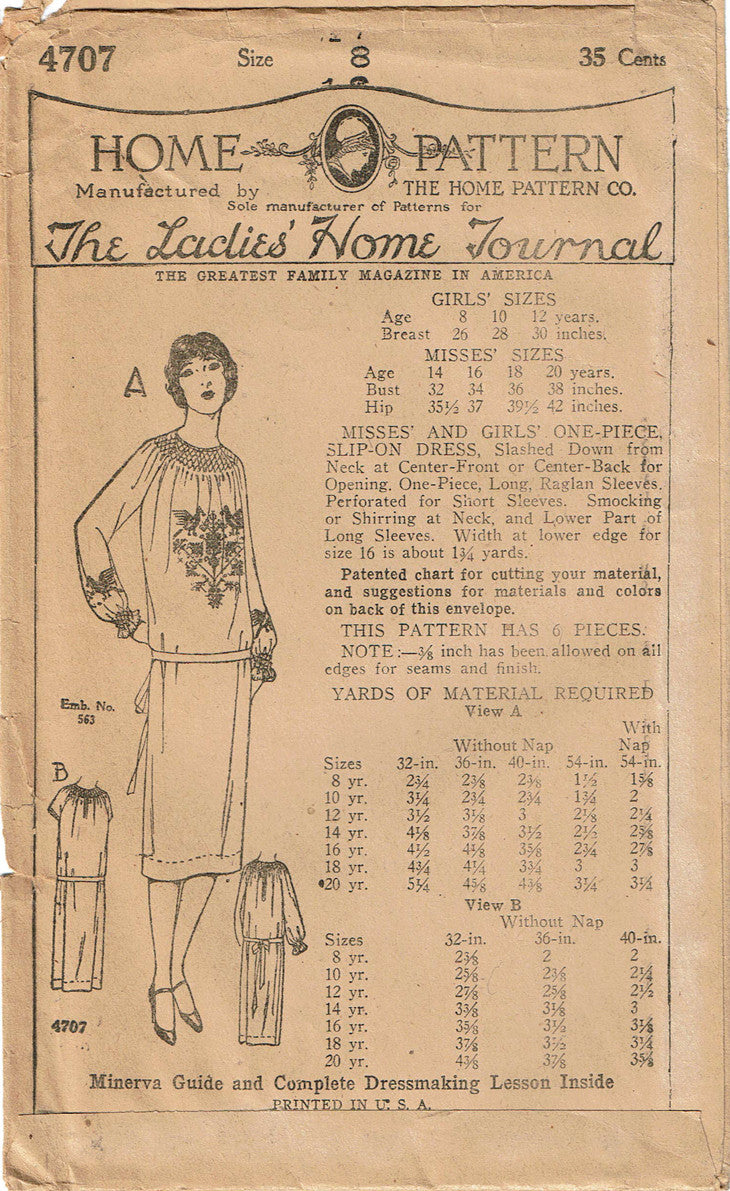 4707 Size 8 35 Cents
HOME PATTERN
Manufactured by THE HOME PATTERN CO.
Sole manufacturer of Patterns for
The Ladies' Home Journal
THE GREATEST FAMILY MAGAZINE IN AMERICA
GIRLS' SIZES
Age 8 10 12 years.
Breast 26 28 30 inches.
MISSES' SIZES
Age 14 16 18 20 years.
Bust 32 34 36 38 inches.
Hip 35½ 37 39½ 42 inches.
A
MISSES' AND GIRLS' ONE-PIECE,
SLIP-ON DRESS, Slashed Down from
Neck at Center-Front or Center-Back for
Opening. One-Piece, Long, Raglan Sleeves.
Perforated for Short Sleeves. Smocking
or Shirring at Neck, and Lower Part of
Long Sleeves. Width at lower edge for
size 16 is about 1¾ yards.
Patented chart for cutting your material,
and suggestions for materials and colors
on back of this envelope.
THIS PATTERN HAS 6 PIECES.
NOTE:—⅜ inch has been allowed on all
edges for seams and finish.
YARDS OF MATERIAL REQUIRED
View A
With
Without Nap Nap
Sizes 32-in. 36-in. 40-in. 54-in. 54-in.
8 yr. 2¾ 2⅜ 2⅜ 1½ 1⅝
10 yr. 3¼ 2¾ 2¾ 1¾ 2
12 yr. 3½ 3⅛ 3 2⅛ 2¼
14 yr. 4⅛ 3⅞ 3½ 2½ 2⅝
16 yr. 4½ 4⅛ 3⅝ 2¾ 2⅞
18 yr. 4¾ 4¼ 3¾ 3 3
20 yr. 5¼ 4⅝ 4⅜ 3¼ 3¼
View B
Without Nap
Sizes 32-in. 36-in. 40-in.
8 yr. 2⅜ 2 2
10 yr. 2⅝ 2⅜ 2¼
12 yr. 2⅞ 2⅝ 2½
14 yr. 3⅜ 3⅛ 3
16 yr. 3⅝ 3½ 3⅛
18 yr. 3⅞ 3½ 3¼
20 yr. 4⅜ 3⅞ 3⅝
Emb. No.
563
B
4707
Minerva Guide and Complete Dressmaking Lesson Inside
PRINTED IN U. S. A.